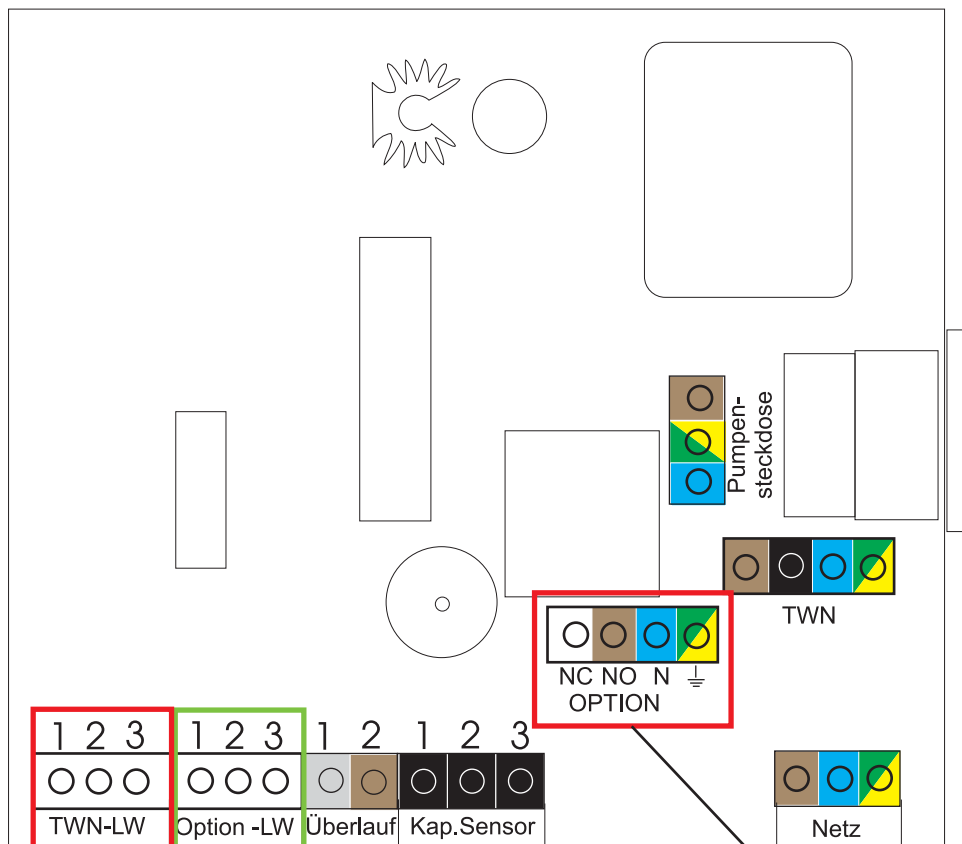 Pumpen-
steckdose
TWN
NC NO N
OPTION
1 2 3 1 2 3 1 2 1 2 3
TWN-LW Option -LW Überlauf Kap.Sensor Netz